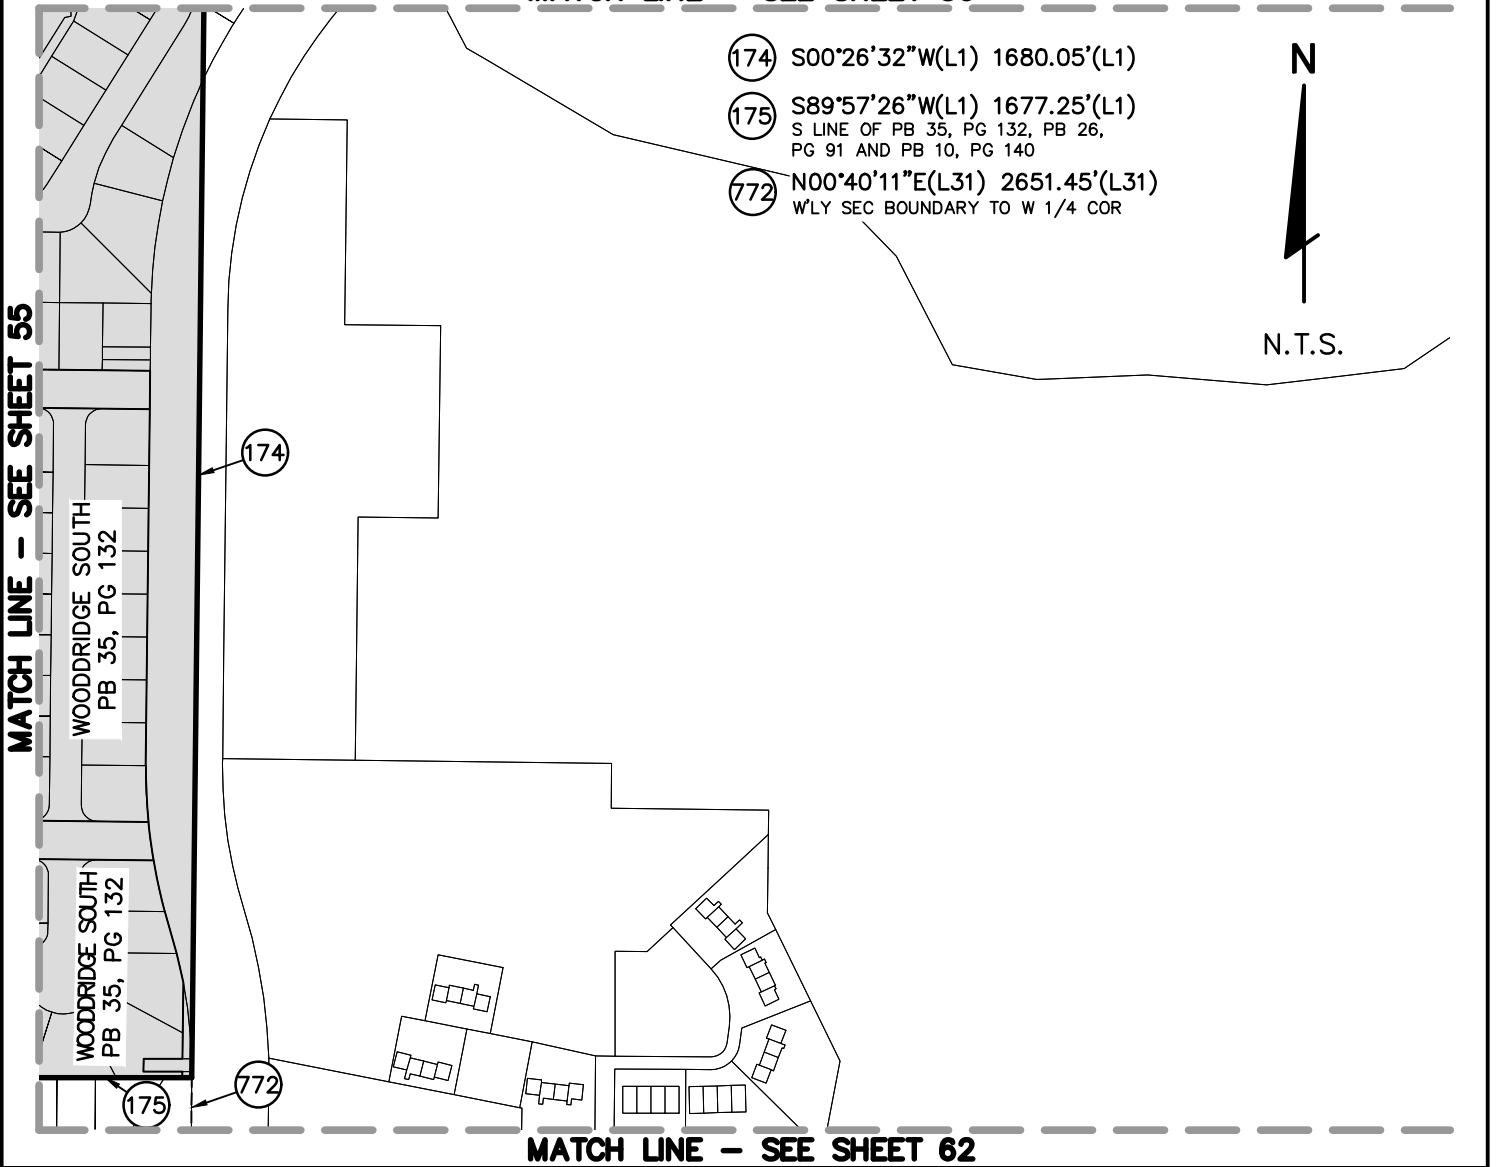 174 S00°26'32"W(L1) 1680.05'(L1)
175 S89°57'26"W(L1) 1677.25'(L1)
S LINE OF PB 35, PG 132, PB 26,
PG 91 AND PB 10, PG 140
772 N00°40'11"E(L31) 2651.45'(L31)
W'LY SEC BOUNDARY TO W 1/4 COR
N
N.T.S.
MATCH LINE - SEE SHEET 55
174
WOODRIDGE SOUTH
PB 35, PG 132
WOODRIDGE SOUTH
PB 35, PG 132
772
175
MATCH LINE - SEE SHEET 62